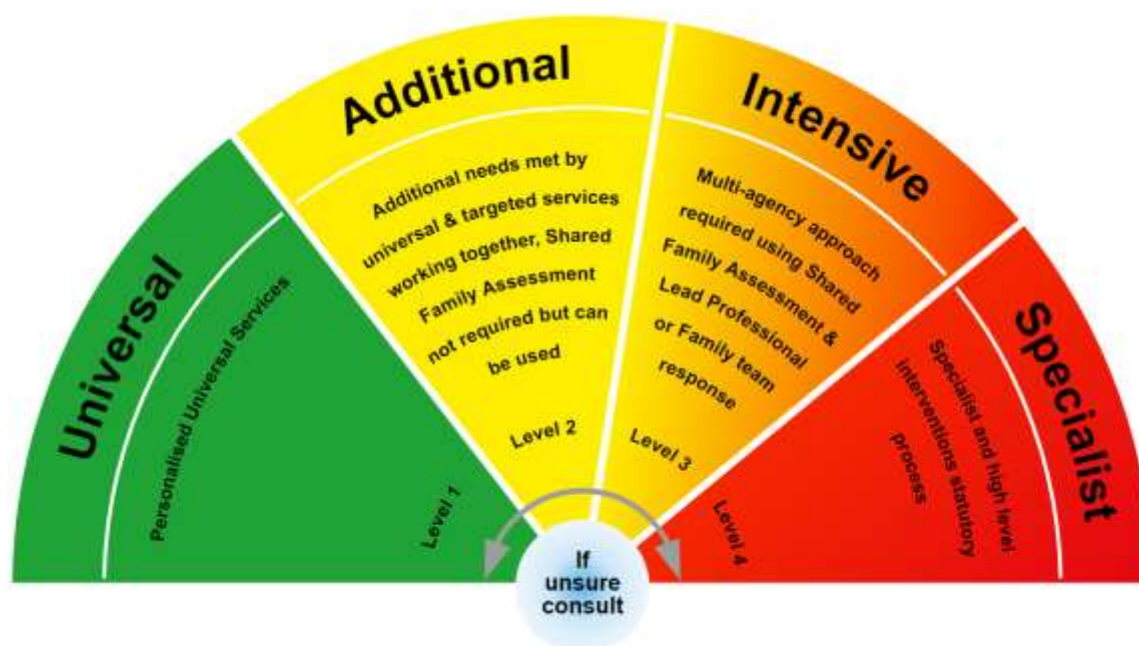 Universal
Personalised Universal Services
Level 1
Additional
Additional needs met by
universal & targeted services
working together, Shared
Family Assessment
not required but can
be used
Level 2
Intensive
Multi-agency approach
required using Shared
Family Assessment &
Lead Professional
or Family team
response
Level 3
Specialist
Specialist and high level
interventions statutory
process
Level 4
If
unsure
consult